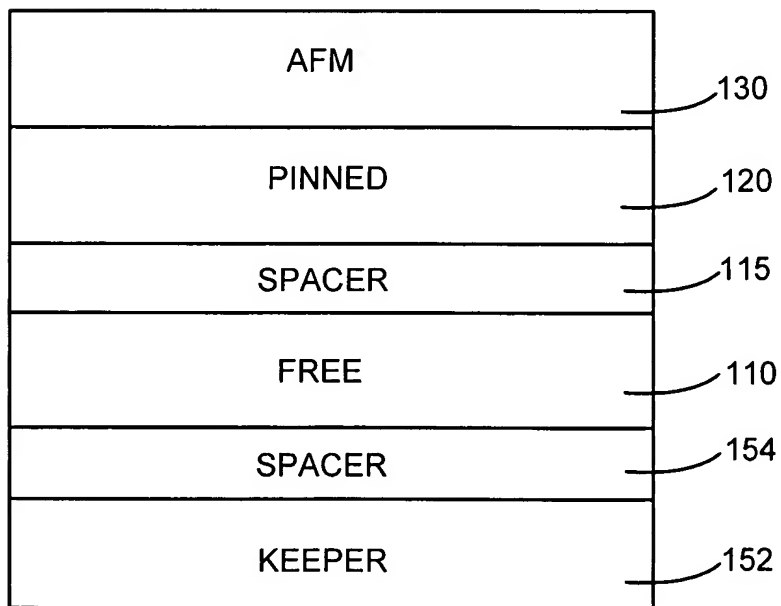 AFM
130
PINNED
120
SPACER
115
FREE
110
SPACER
154
KEEPER
152